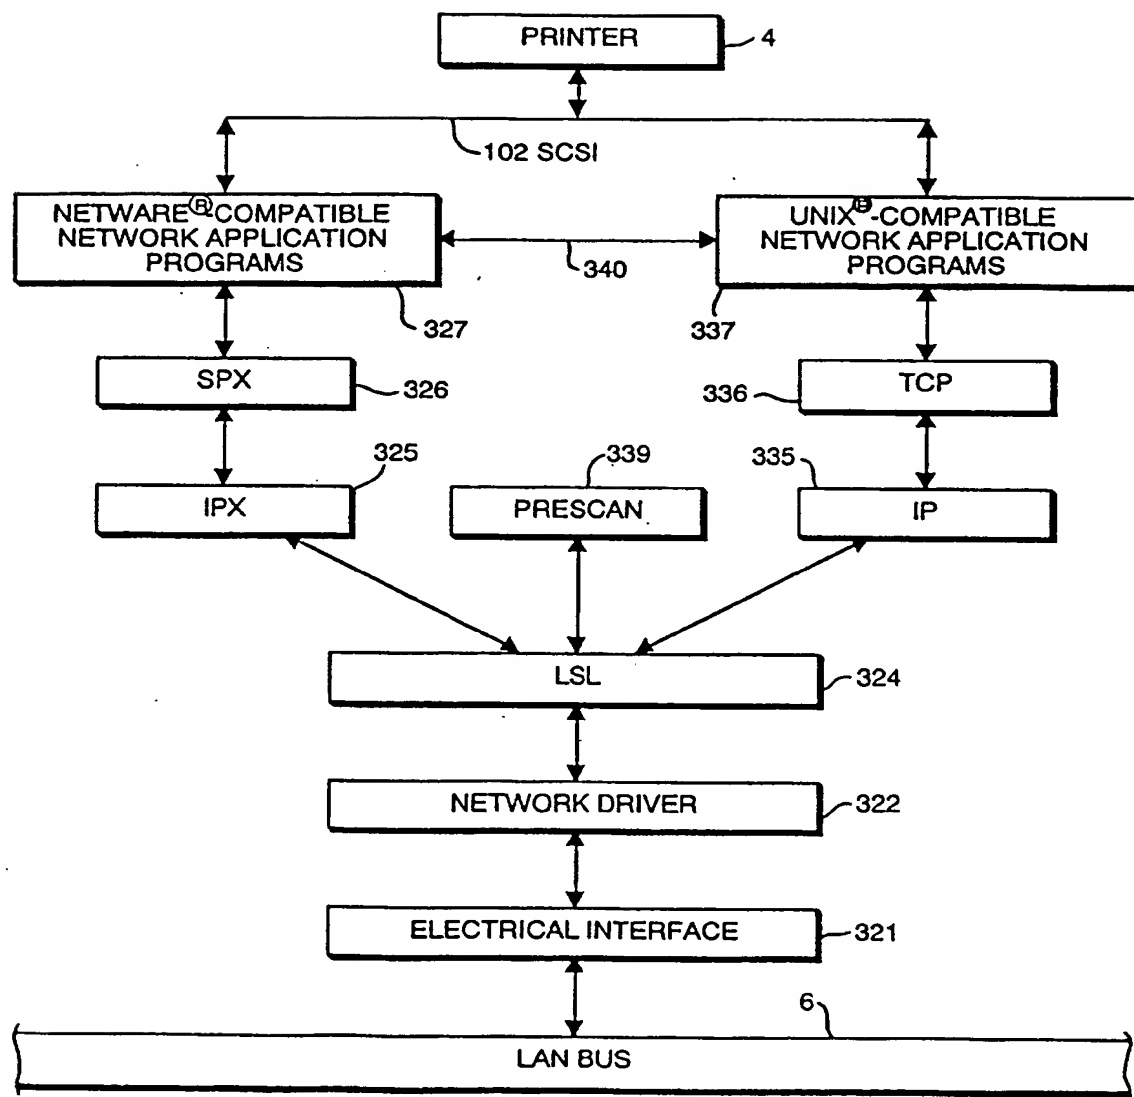 PRINTER
4
102 SCSI
NETWARE®-COMPATIBLE
NETWORK APPLICATION
PROGRAMS
UNIX®-COMPATIBLE
NETWORK APPLICATION
PROGRAMS
340
327
337
SPX
326
TCP
336
325
339
335
IPX
PRESCAN
IP
LSL
324
NETWORK DRIVER
322
ELECTRICAL INTERFACE
321
6
LAN BUS